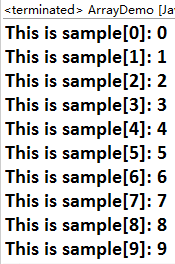 <terminated> ArrayDemo [Ja
This is sample[0]: 0
This is sample[1]: 1
This is sample[2]: 2
This is sample[3]: 3
This is sample[4]: 4
This is sample[5]: 5
This is sample[6]: 6
This is sample[7]: 7
This is sample[8]: 8
This is sample[9]: 9